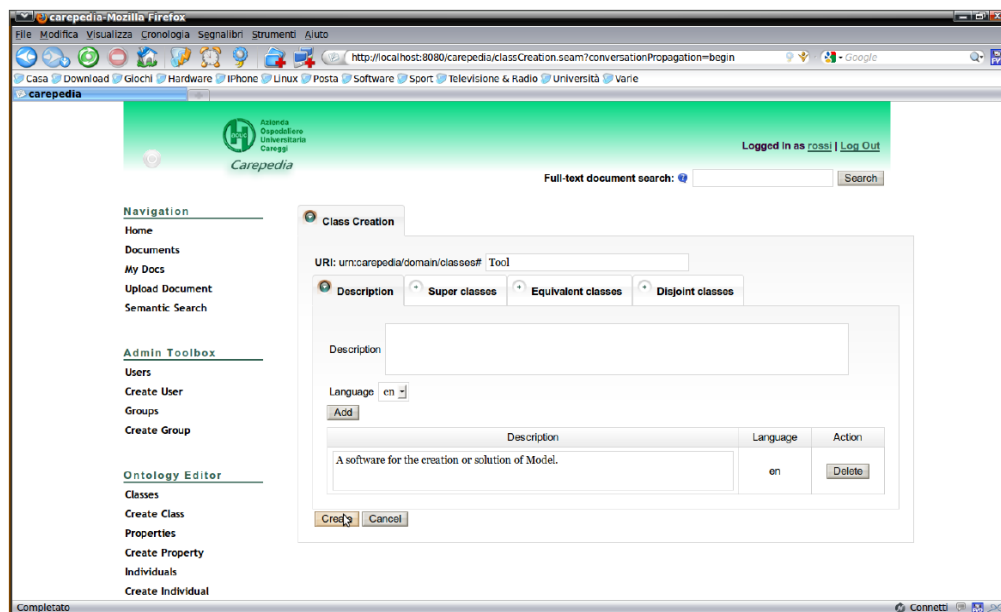 carepedia-Mozilla Firefox
File Modifica Visualizza Cronologia Segnalibri Strumenti Aiuto
http://localhost:8080/carepedia/classCreation.seam?conversationPropagation=begin
Google
Casa Download Giochi Hardware IPhone Linux Posta Software Sport Televisione & Radio Università Varie
carepedia
Azienda
Ospedaliero
Universitaria
Careggi
Carepedia
Logged in as rossi | Log Out
Full-text document search: Search
Navigation
Home
Documents
My Docs
Upload Document
Semantic Search
Admin Toolbox
Users
Create User
Groups
Create Group
Ontology Editor
Classes
Create Class
Properties
Create Property
Individuals
Create Individual
Class Creation
URI: urn:carepedia/domain/classes# Tool
Description Super classes Equivalent classes Disjoint classes
Description
Language en
Add
Description Language Action
A software for the creation or solution of Model. en Delete
Create Cancel
Completato Connetti